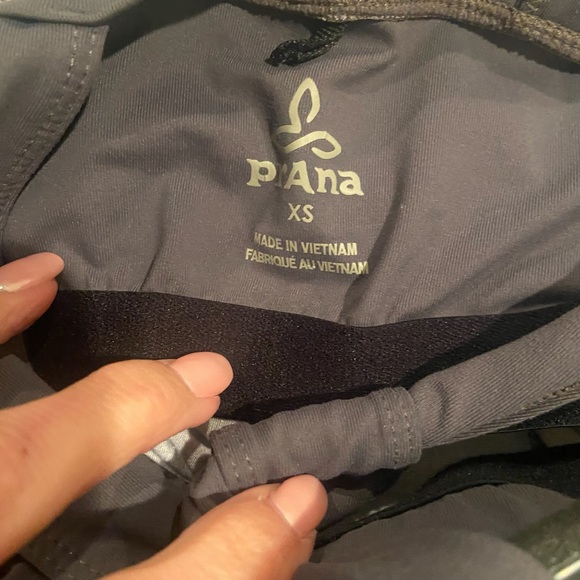 prAna
XS
MADE IN VIETNAM
FABRIQUÉ AU VIETNAM